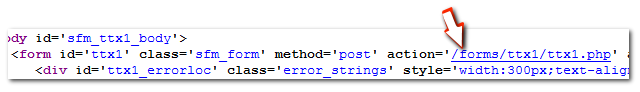 ody id='sfm_ttx1_body'>
<form id='ttx1' class='sfm_form' method='post' action='/forms/ttx1/ttx1.php'
<div id='ttx1_errorloc' class='error_strings' style='width:300px;text-alig